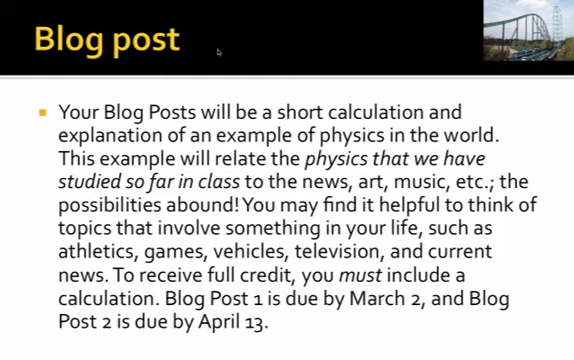 Blog post
Your Blog Posts will be a short calculation and
explanation of an example of physics in the world.
This example will relate the physics that we have
studied so far in class to the news, art, music, etc.; the
possibilities abound! You may find it helpful to think of
topics that involve something in your life, such as
athletics, games, vehicles, television, and current
news. To receive full credit, you must include a
calculation. Blog Post 1 is due by March 2, and Blog
Post 2 is due by April 13.